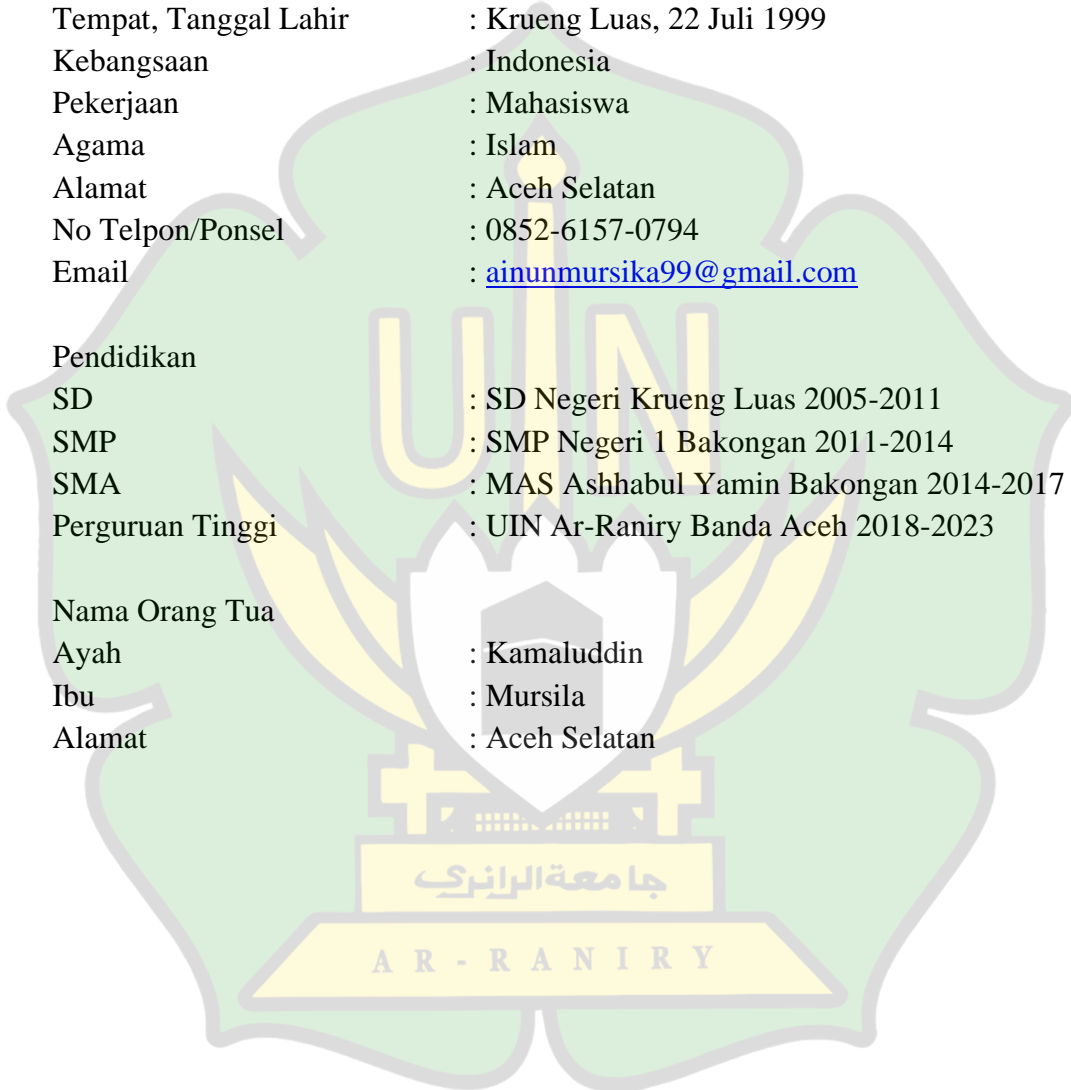 Tempat, Tanggal Lahir : Krueng Luas, 22 Juli 1999
Kebangsaan : Indonesia
Pekerjaan : Mahasiswa
Agama : Islam
Alamat : Aceh Selatan
No Telpon/Ponsel : 0852-6157-0794
Email : ainunmursika99@gmail.com
Pendidikan
SD : SD Negeri Krueng Luas 2005-2011
SMP : SMP Negeri 1 Bakongan 2011-2014
SMA : MAS Ashhabul Yamin Bakongan 2014-2017
Perguruan Tinggi : UIN Ar-Raniry Banda Aceh 2018-2023
Nama Orang Tua
Ayah : Kamaluddin
Ibu : Mursila
Alamat : Aceh Selatan
UIN
جامعةالرانري
AR-RANIRY